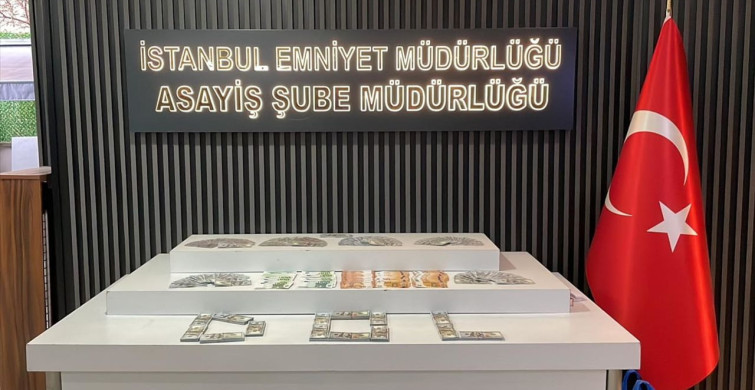 İSTANBUL EMNİYET MÜDÜRLÜĞÜ
ASAYİŞ ŞUBE MÜDÜRLÜĞÜ